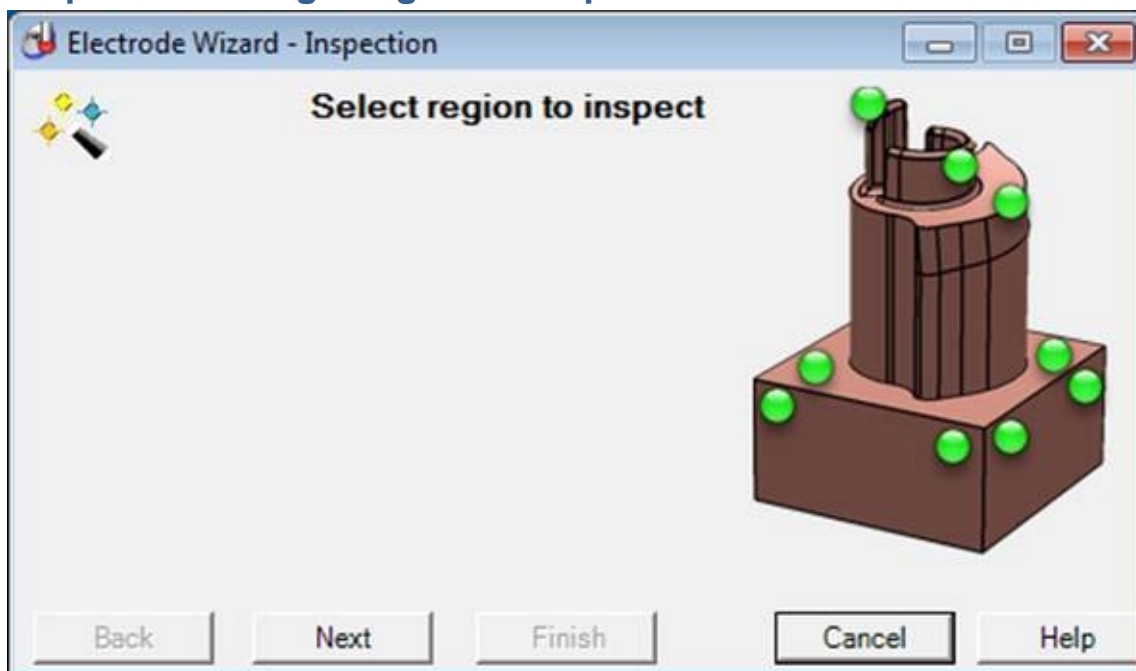 Electrode Wizard - Inspection
Select region to inspect
Back
Next
Finish
Cancel
Help